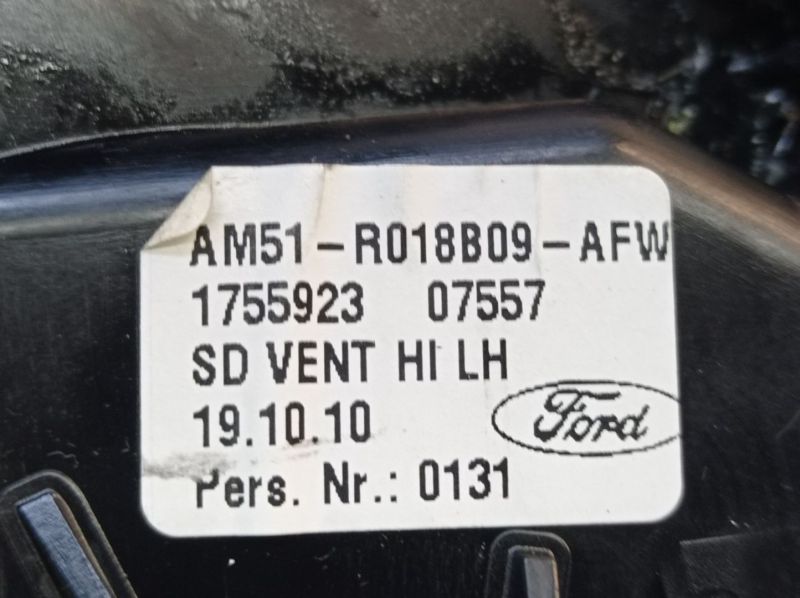 AM51-R018B09-AFW
1755923 07557
SD VENT HI LH
19.10.10
Ford
Pers. Nr.: 0131